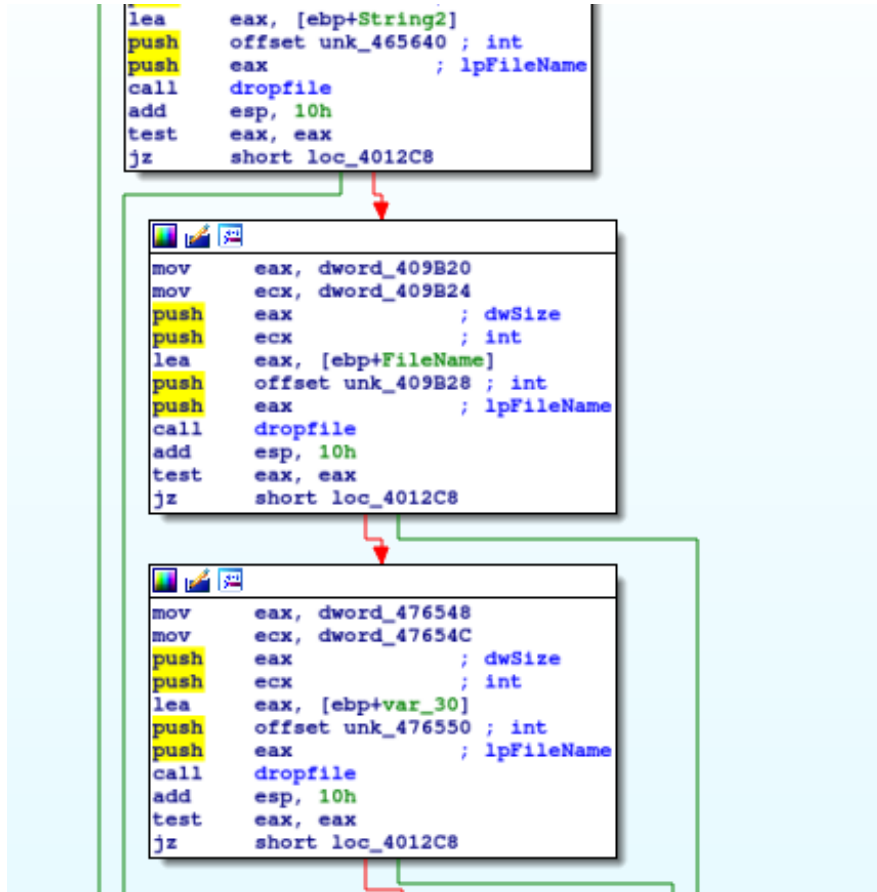 lea eax, [ebp+String2]
push offset unk_465640 ; int
push eax ; lpFileName
call dropfile
add esp, 10h
test eax, eax
jz short loc_4012C8
mov eax, dword_409B20
mov ecx, dword_409B24
push eax ; dwSize
push ecx ; int
lea eax, [ebp+FileName]
push offset unk_409B28 ; int
push eax ; lpFileName
call dropfile
add esp, 10h
test eax, eax
jz short loc_4012C8
mov eax, dword_476548
mov ecx, dword_47654C
push eax ; dwSize
push ecx ; int
lea eax, [ebp+var_30]
push offset unk_476550 ; int
push eax ; lpFileName
call dropfile
add esp, 10h
test eax, eax
jz short loc_4012C8